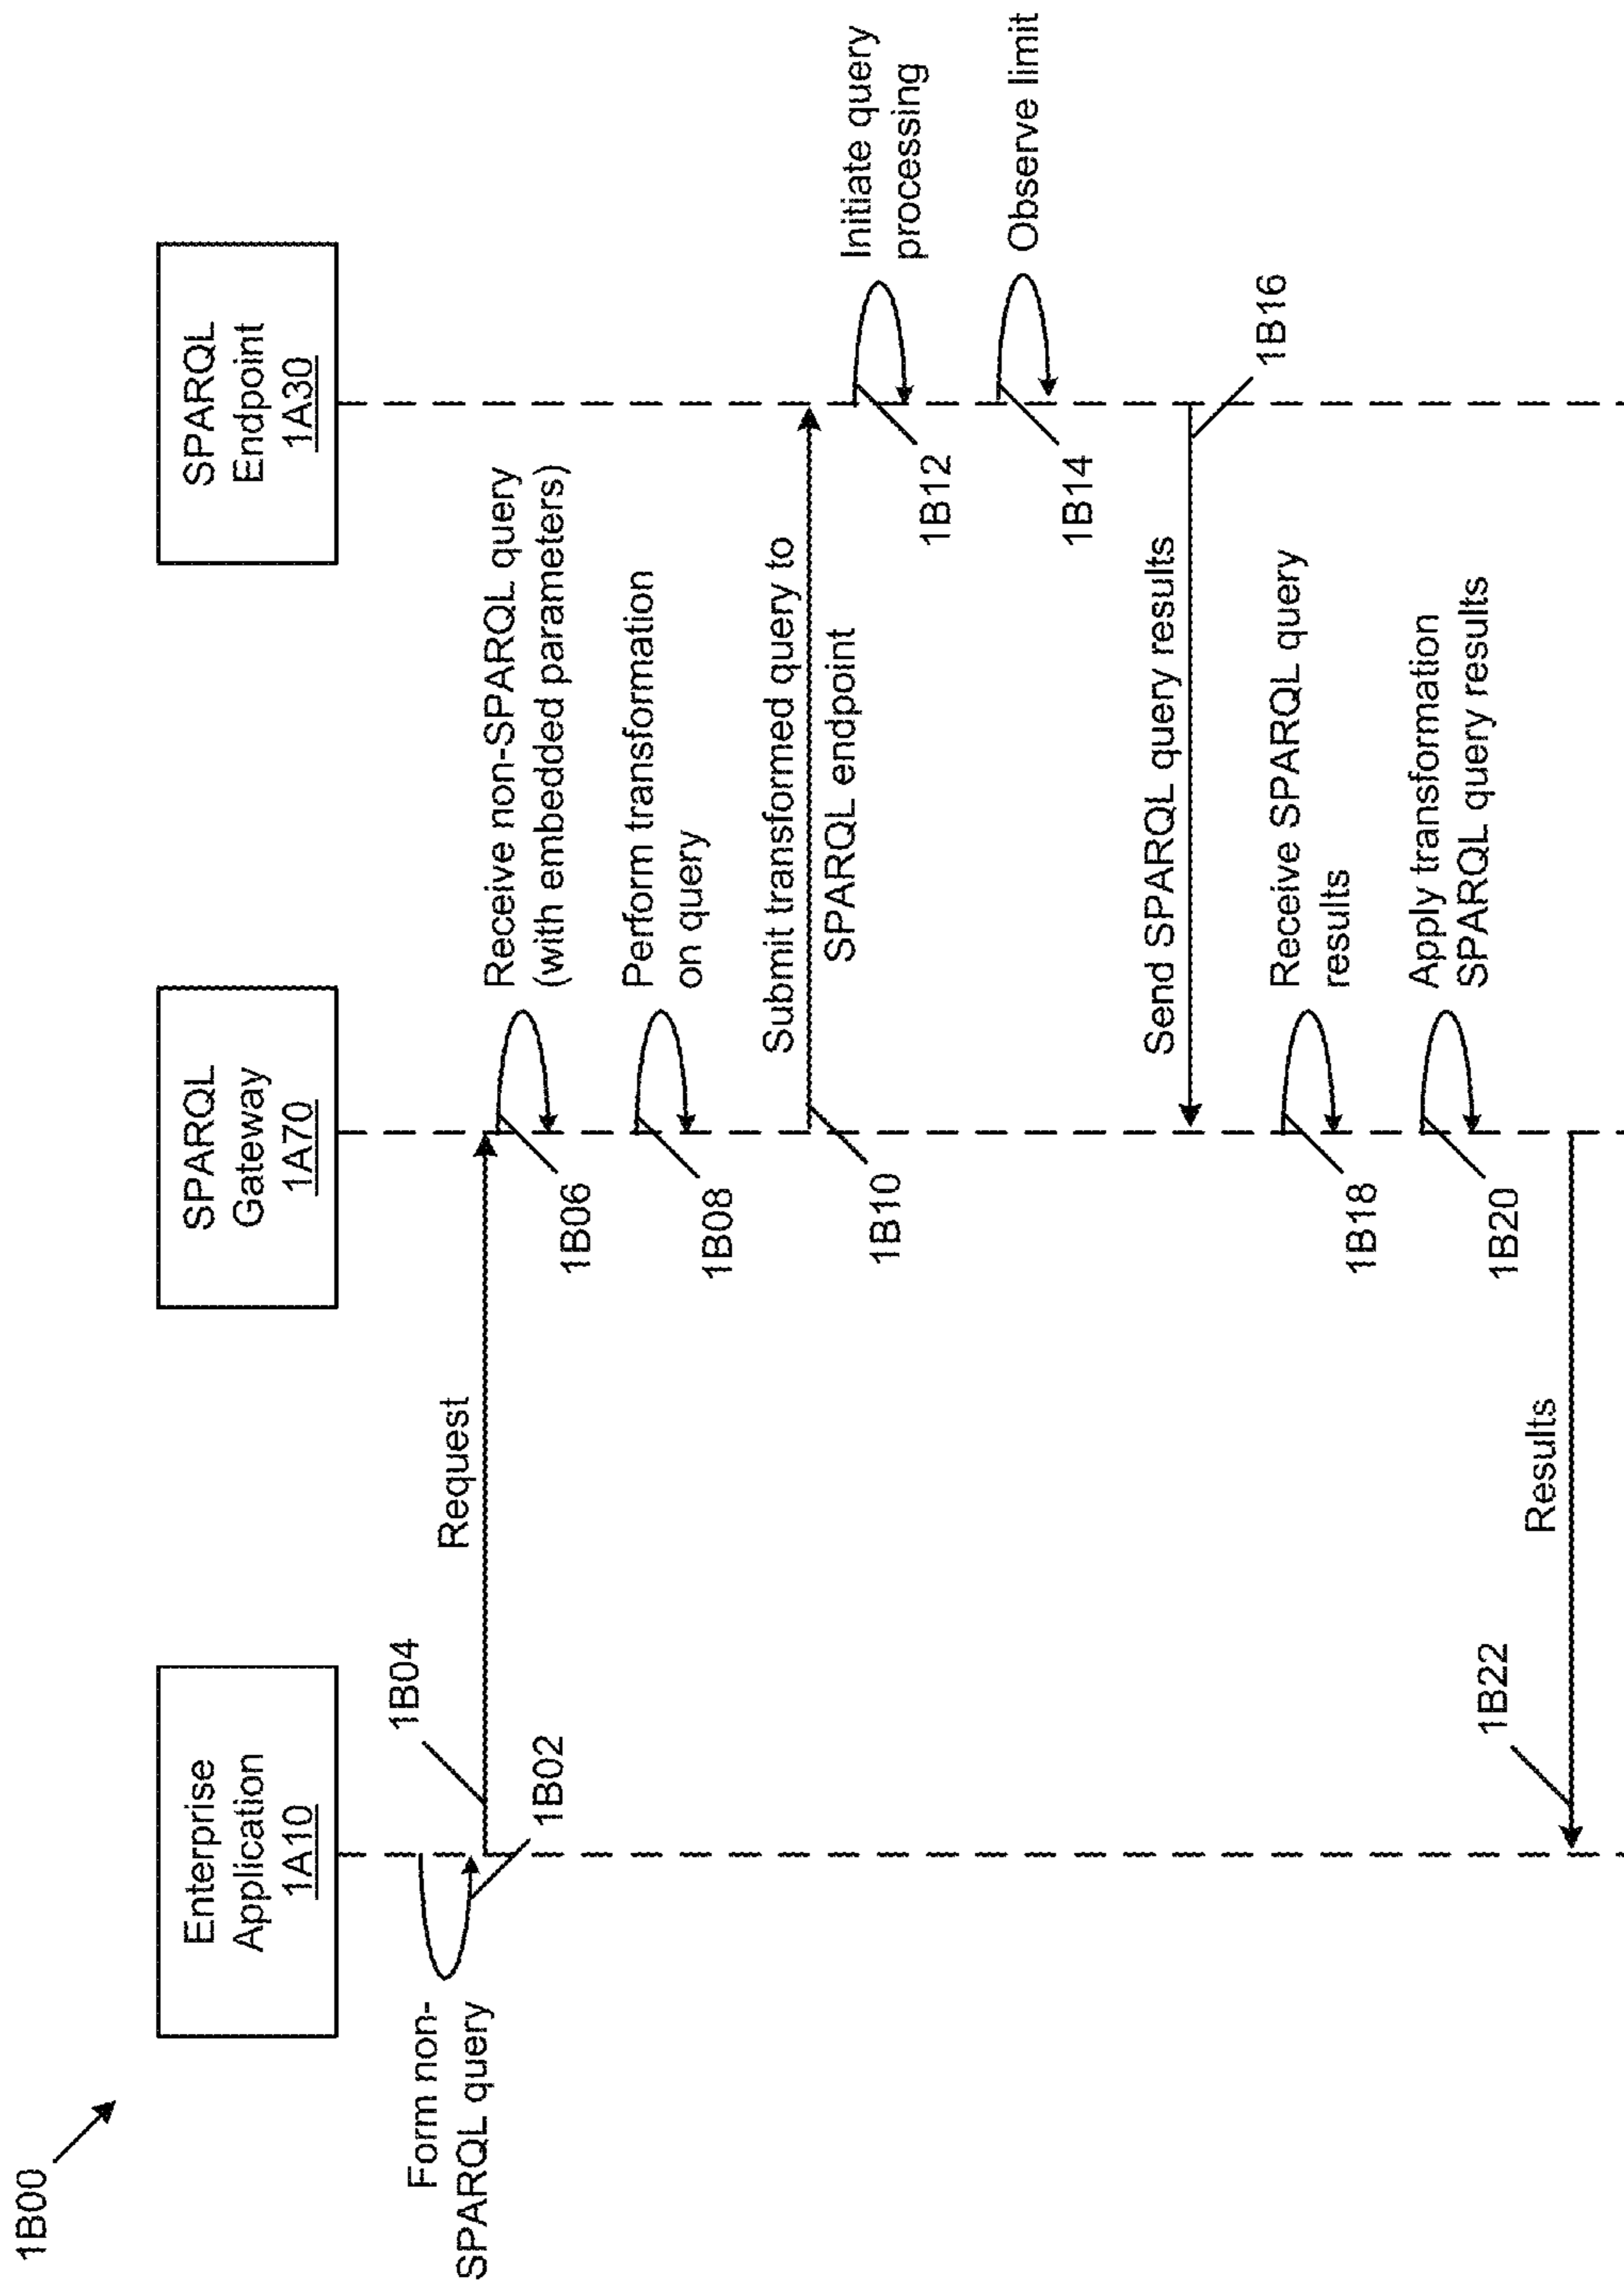 1B00
Enterprise
Application
1A10
SPARQL
Gateway
1A70
SPARQL
Endpoint
1A30
Form non-
SPARQL query
1B02
1B04
Request
Receive non-SPARQL query
(with embedded parameters)
1B06
Perform transformation
on query
1B08
Submit transformed query to
SPARQL endpoint
1B10
Initiate query
processing
1B12
Observe limit
1B14
Send SPARQL query results
1B16
Receive SPARQL query
results
1B18
Apply transformation
SPARQL query results
1B20
Results
1B22